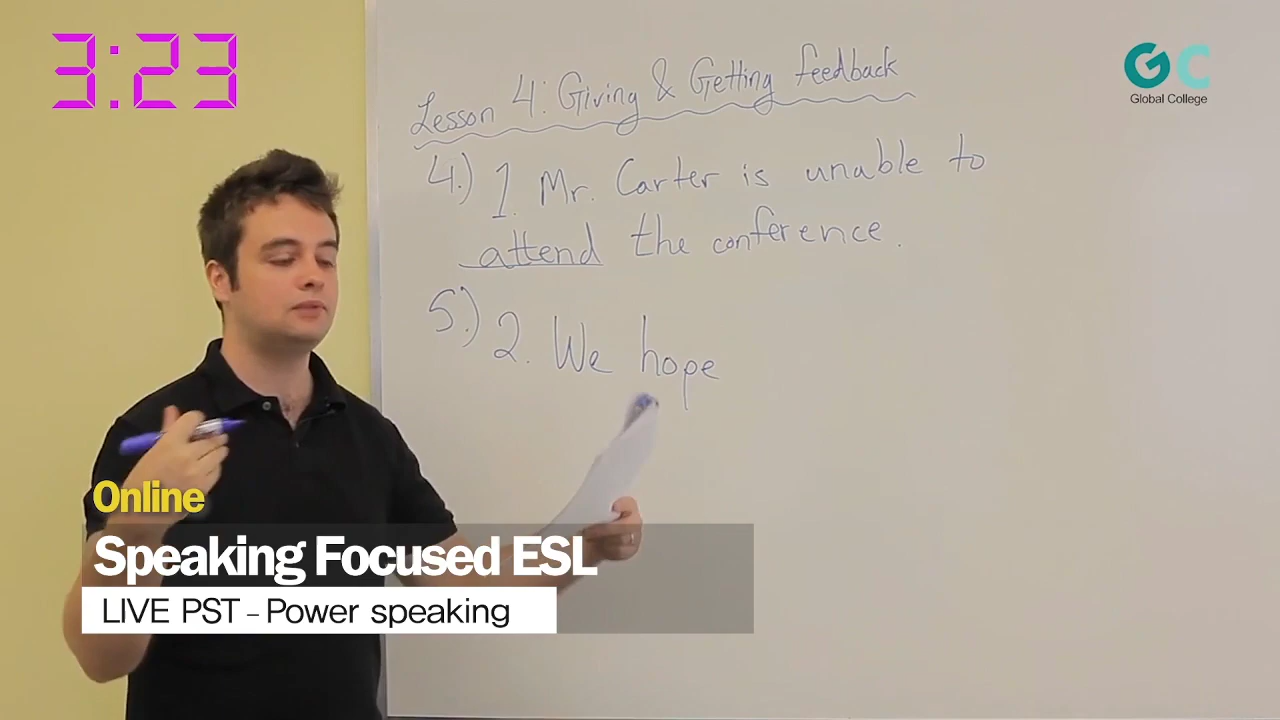 3:23
GC
Global College
Lesson 4: Giving & Getting feedback
4.) 1. Mr. Carter is unable to
attend the conference.
5.) 2. We hope
Online
Speaking Focused ESL
LIVE PST – Power speaking